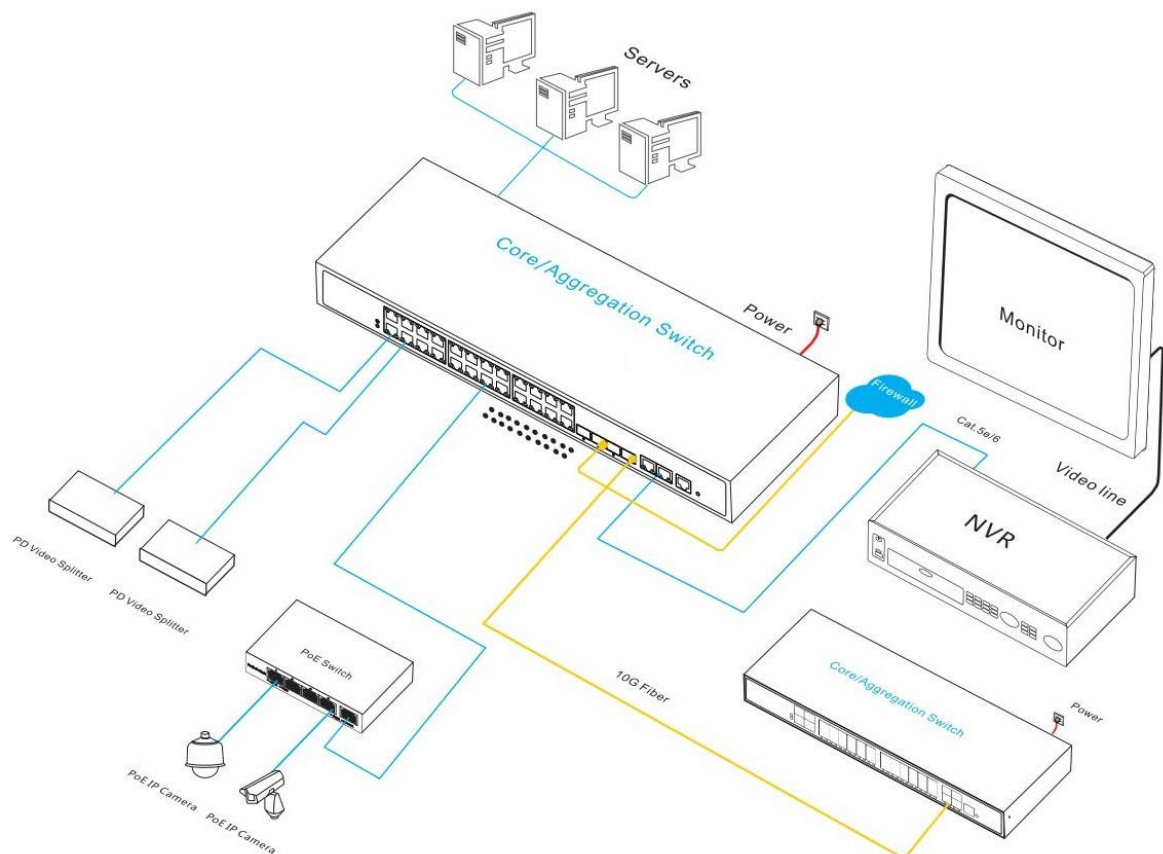 Servers
Core/Aggregation Switch
Power
Firewall
Monitor
Cat.5e/6
Video line
NVR
PD Video Splitter
PD Video Splitter
PoE Switch
10G Fiber
Core/Aggregation Switch
Power
PoE IP Camera
PoE IP Camera